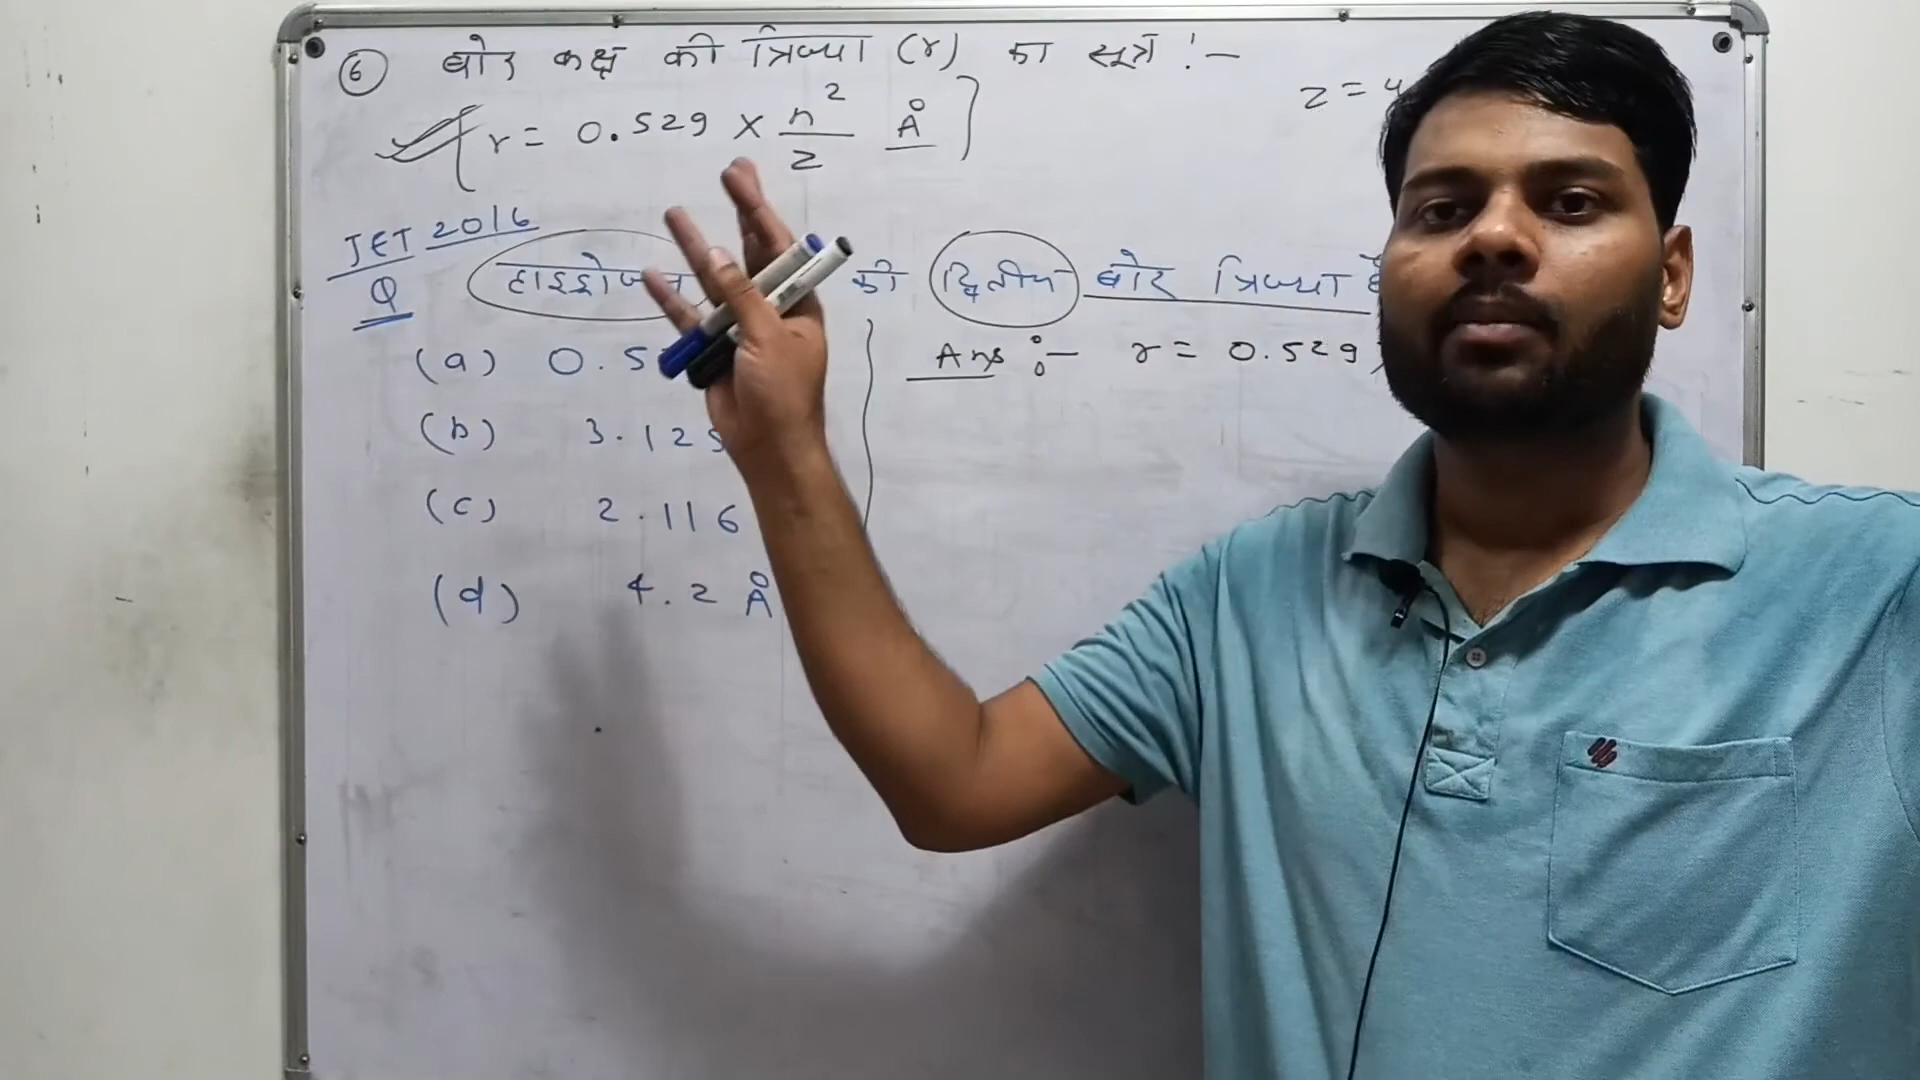 ⑥ बोर कक्ष की त्रिज्या (r) का सूत्र :-
r = 0.529 × n²/z Å
z = 4
JET 2016
Q
हाइड्रोजन की द्वितीय बोर त्रिज्या है
(a) 0.5
(b) 3.125
(c) 2.116
(d) 4.2 Å
Ans :- r = 0.529